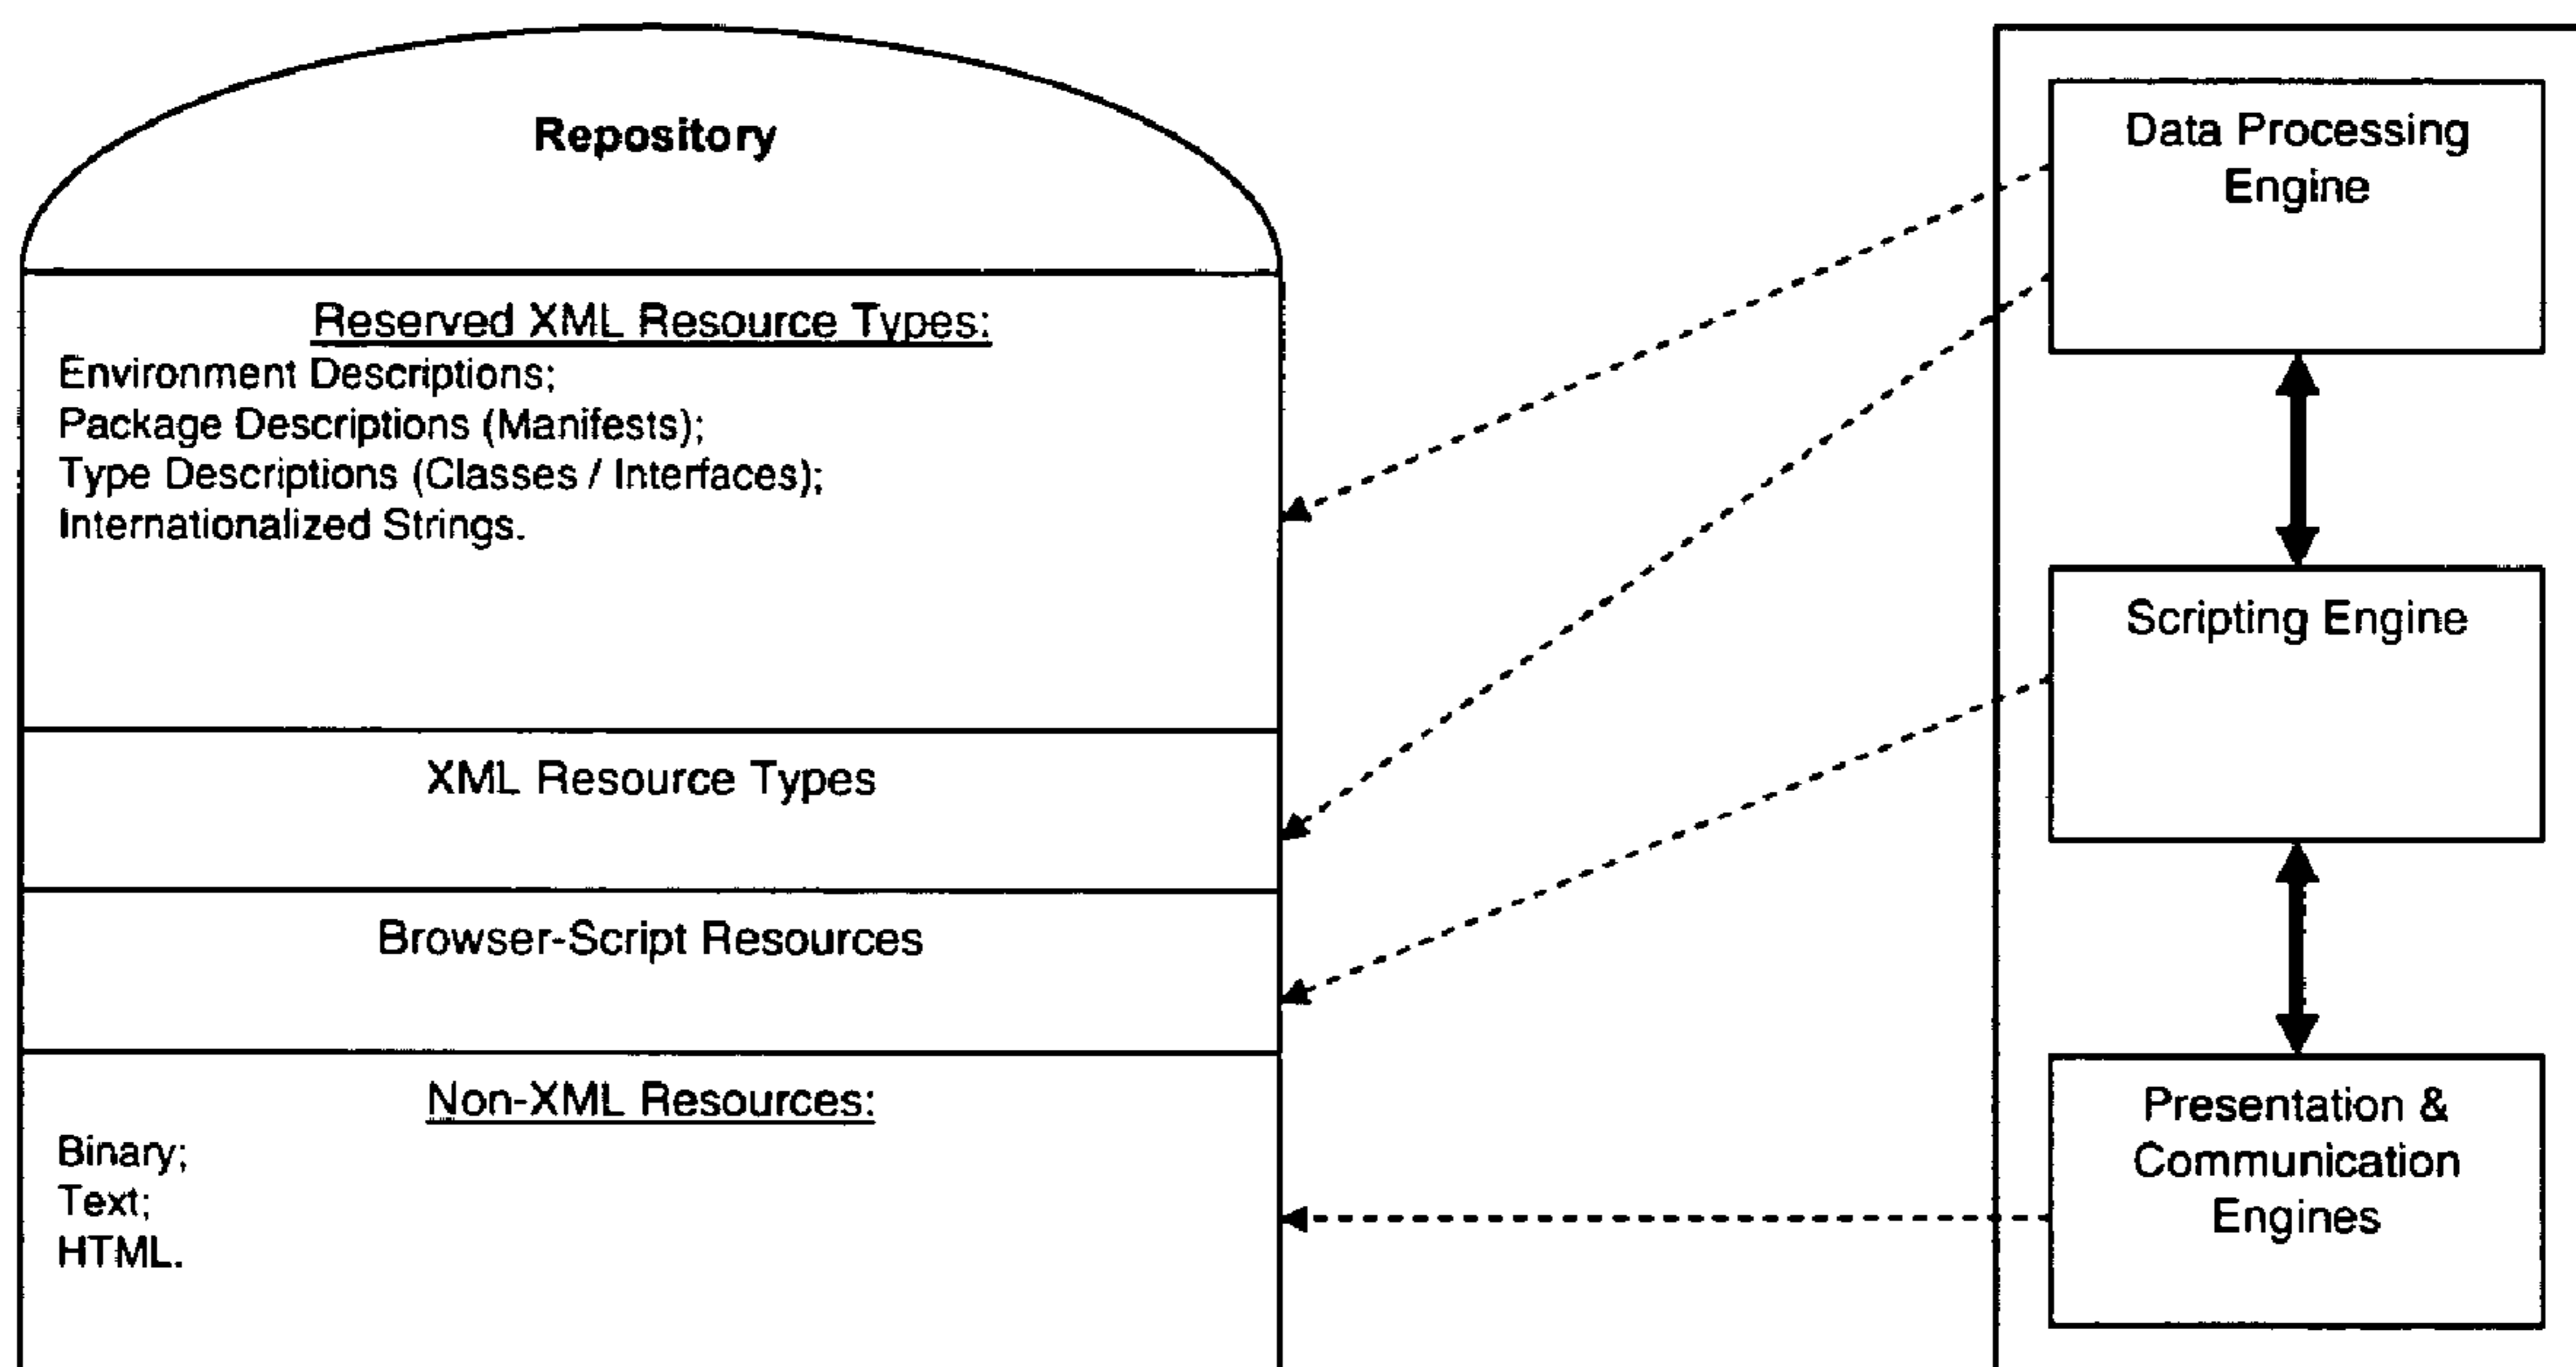 Repository
Reserved XML Resource Types:
Environment Descriptions;
Package Descriptions (Manifests);
Type Descriptions (Classes / Interfaces);
Internationalized Strings.
XML Resource Types
Browser-Script Resources
Non-XML Resources:
Binary;
Text;
HTML.
Data Processing
Engine
Scripting Engine
Presentation &
Communication
Engines